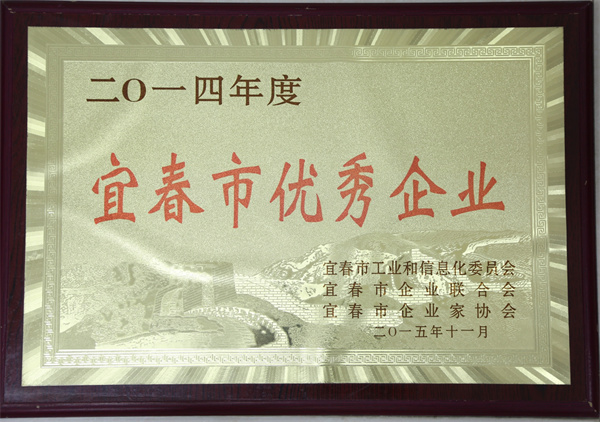 二〇一四年度
宜春市优秀企业
宜春市工业和信息化委员会
宜春市企业联合会
宜春市企业家协会
二〇一五年十一月